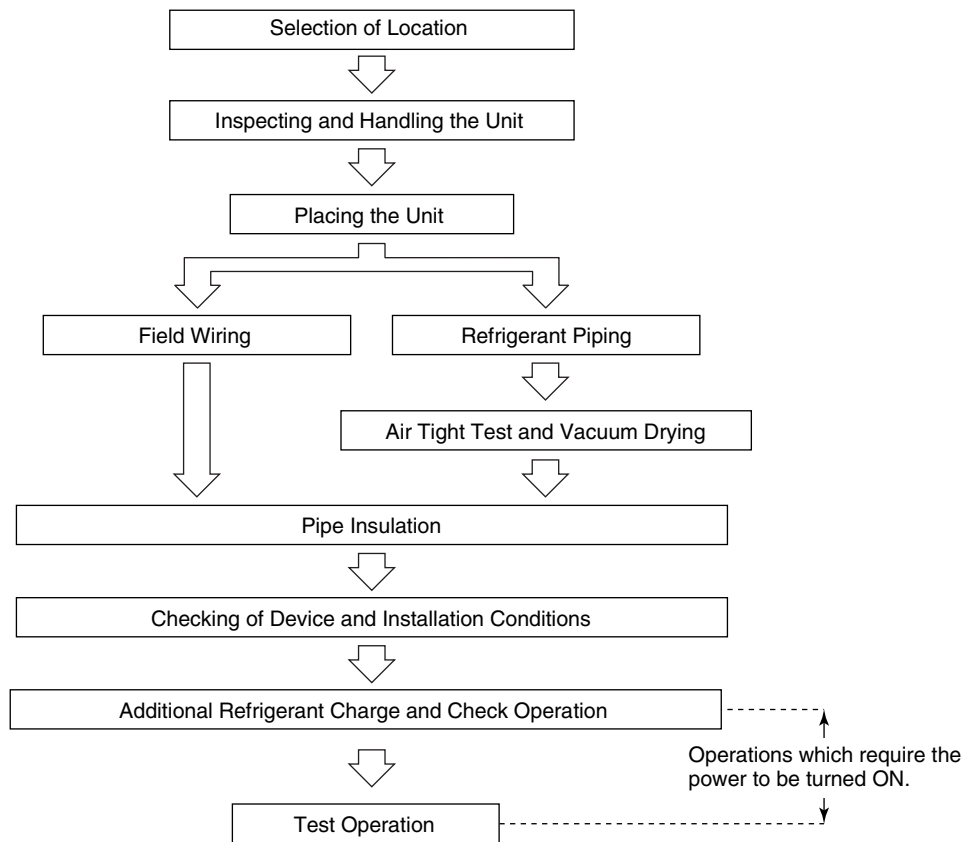 Selection of Location
Inspecting and Handling the Unit
Placing the Unit
Field Wiring
Refrigerant Piping
Air Tight Test and Vacuum Drying
Pipe Insulation
Checking of Device and Installation Conditions
Additional Refrigerant Charge and Check Operation
Operations which require the
power to be turned ON.
Test Operation